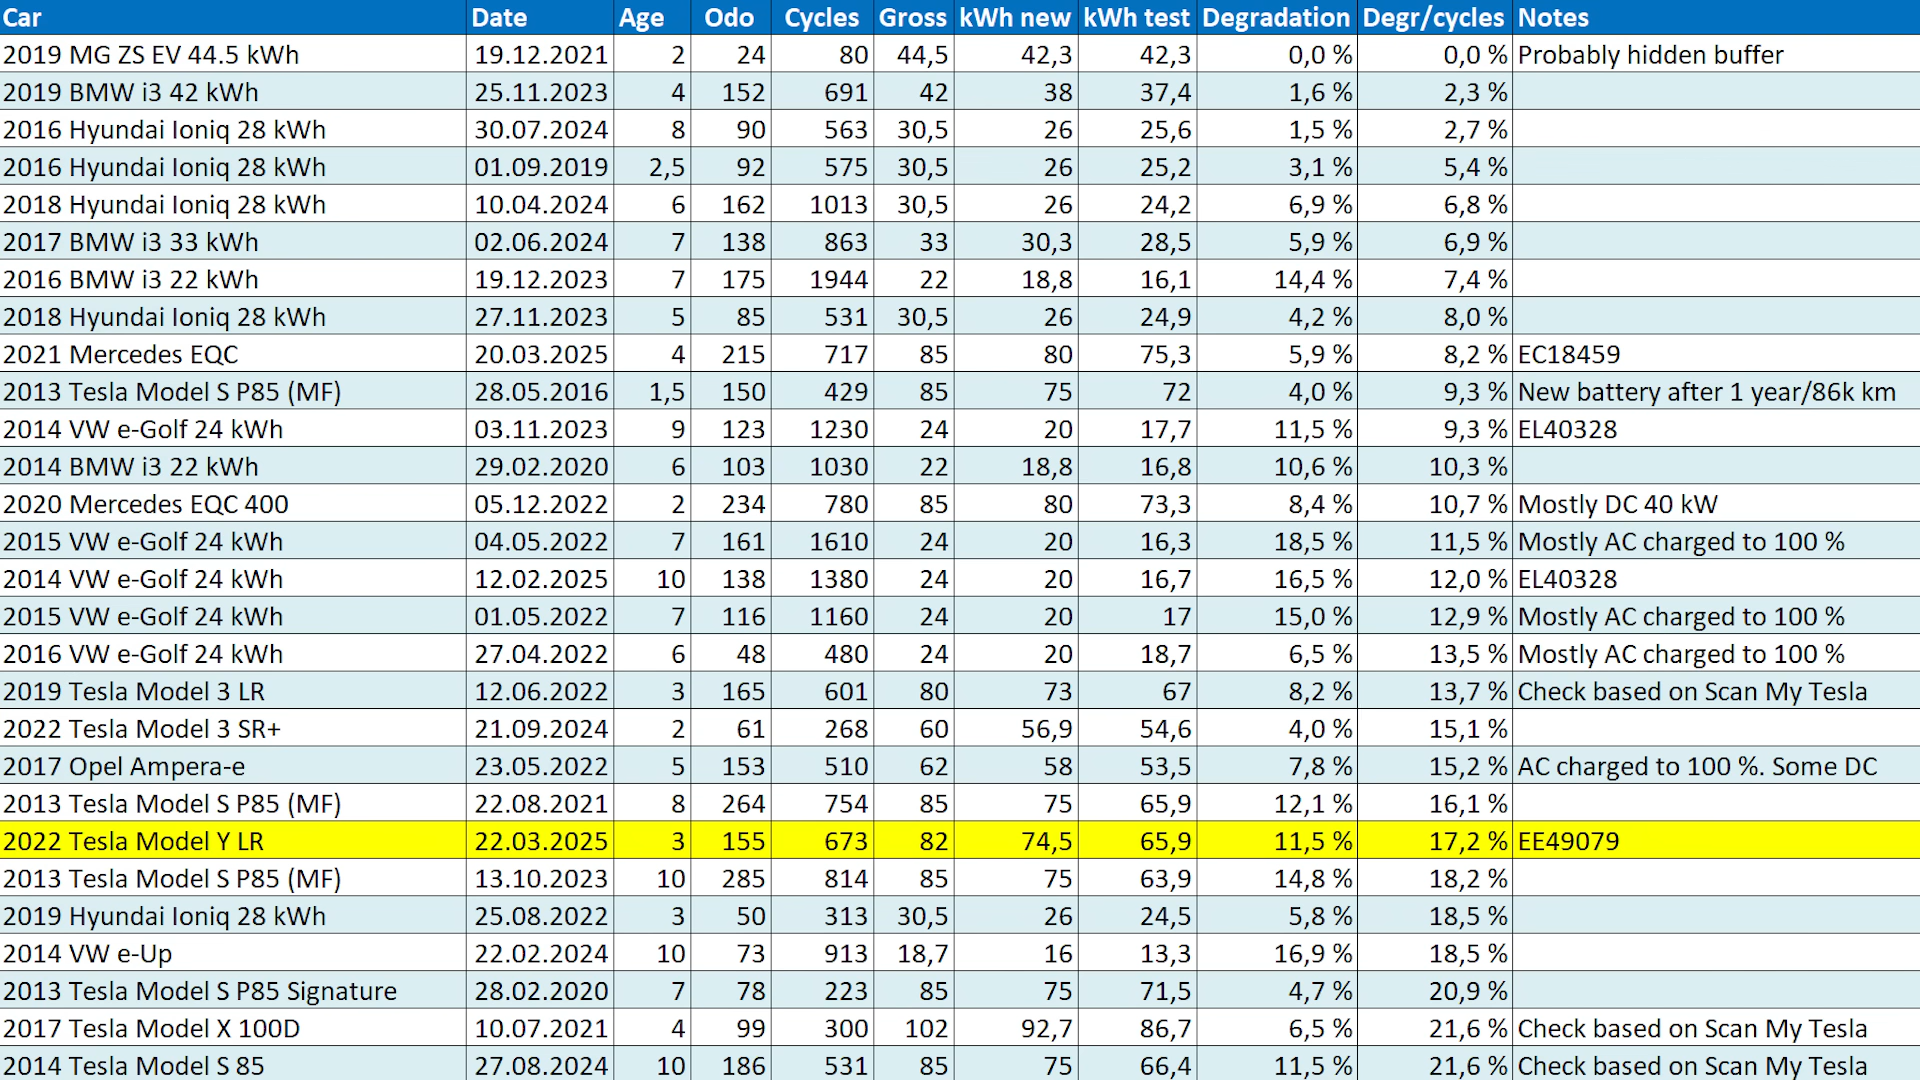 Car Date Age Odo Cycles Gross kWh new kWh test Degradation Degr/cycles Notes
2019 MG ZS EV 44.5 kWh 19.12.2021 2 24 80 44,5 42,3 42,3 0,0 % 0,0 % Probably hidden buffer
2019 BMW i3 42 kWh 25.11.2023 4 152 691 42 38 37,4 1,6 % 2,3 %
2016 Hyundai Ioniq 28 kWh 30.07.2024 8 90 563 30,5 26 25,6 1,5 % 2,7 %
2016 Hyundai Ioniq 28 kWh 01.09.2019 2,5 92 575 30,5 26 25,2 3,1 % 5,4 %
2018 Hyundai Ioniq 28 kWh 10.04.2024 6 162 1013 30,5 26 24,2 6,9 % 6,8 %
2017 BMW i3 33 kWh 02.06.2024 7 138 863 33 30,3 28,5 5,9 % 6,9 %
2016 BMW i3 22 kWh 19.12.2023 7 175 1944 22 18,8 16,1 14,4 % 7,4 %
2018 Hyundai Ioniq 28 kWh 27.11.2023 5 85 531 30,5 26 24,9 4,2 % 8,0 %
2021 Mercedes EQC 20.03.2025 4 215 717 85 80 75,3 5,9 % 8,2 % EC18459
2013 Tesla Model S P85 (MF) 28.05.2016 1,5 150 429 85 75 72 4,0 % 9,3 % New battery after 1 year/86k km
2014 VW e-Golf 24 kWh 03.11.2023 9 123 1230 24 20 17,7 11,5 % 9,3 % EL40328
2014 BMW i3 22 kWh 29.02.2020 6 103 1030 22 18,8 16,8 10,6 % 10,3 %
2020 Mercedes EQC 400 05.12.2022 2 234 780 85 80 73,3 8,4 % 10,7 % Mostly DC 40 kW
2015 VW e-Golf 24 kWh 04.05.2022 7 161 1610 24 20 16,3 18,5 % 11,5 % Mostly AC charged to 100 %
2014 VW e-Golf 24 kWh 12.02.2025 10 138 1380 24 20 16,7 16,5 % 12,0 % EL40328
2015 VW e-Golf 24 kWh 01.05.2022 7 116 1160 24 20 17 15,0 % 12,9 % Mostly AC charged to 100 %
2016 VW e-Golf 24 kWh 27.04.2022 6 48 480 24 20 18,7 6,5 % 13,5 % Mostly AC charged to 100 %
2019 Tesla Model 3 LR 12.06.2022 3 165 601 80 73 67 8,2 % 13,7 % Check based on Scan My Tesla
2022 Tesla Model 3 SR+ 21.09.2024 2 61 268 60 56,9 54,6 4,0 % 15,1 %
2017 Opel Ampera-e 23.05.2022 5 153 510 62 58 53,5 7,8 % 15,2 % AC charged to 100 %. Some DC
2013 Tesla Model S P85 (MF) 22.08.2021 8 264 754 85 75 65,9 12,1 % 16,1 %
2022 Tesla Model Y LR 22.03.2025 3 155 673 82 74,5 65,9 11,5 % 17,2 % EE49079
2013 Tesla Model S P85 (MF) 13.10.2023 10 285 814 85 75 63,9 14,8 % 18,2 %
2019 Hyundai Ioniq 28 kWh 25.08.2022 3 50 313 30,5 26 24,5 5,8 % 18,5 %
2014 VW e-Up 22.02.2024 10 73 913 18,7 16 13,3 16,9 % 18,5 %
2013 Tesla Model S P85 Signature 28.02.2020 7 78 223 85 75 71,5 4,7 % 20,9 %
2017 Tesla Model X 100D 10.07.2021 4 99 300 102 92,7 86,7 6,5 % 21,6 % Check based on Scan My Tesla
2014 Tesla Model S 85 27.08.2024 10 186 531 85 75 66,4 11,5 % 21,6 % Check based on Scan My Tesla